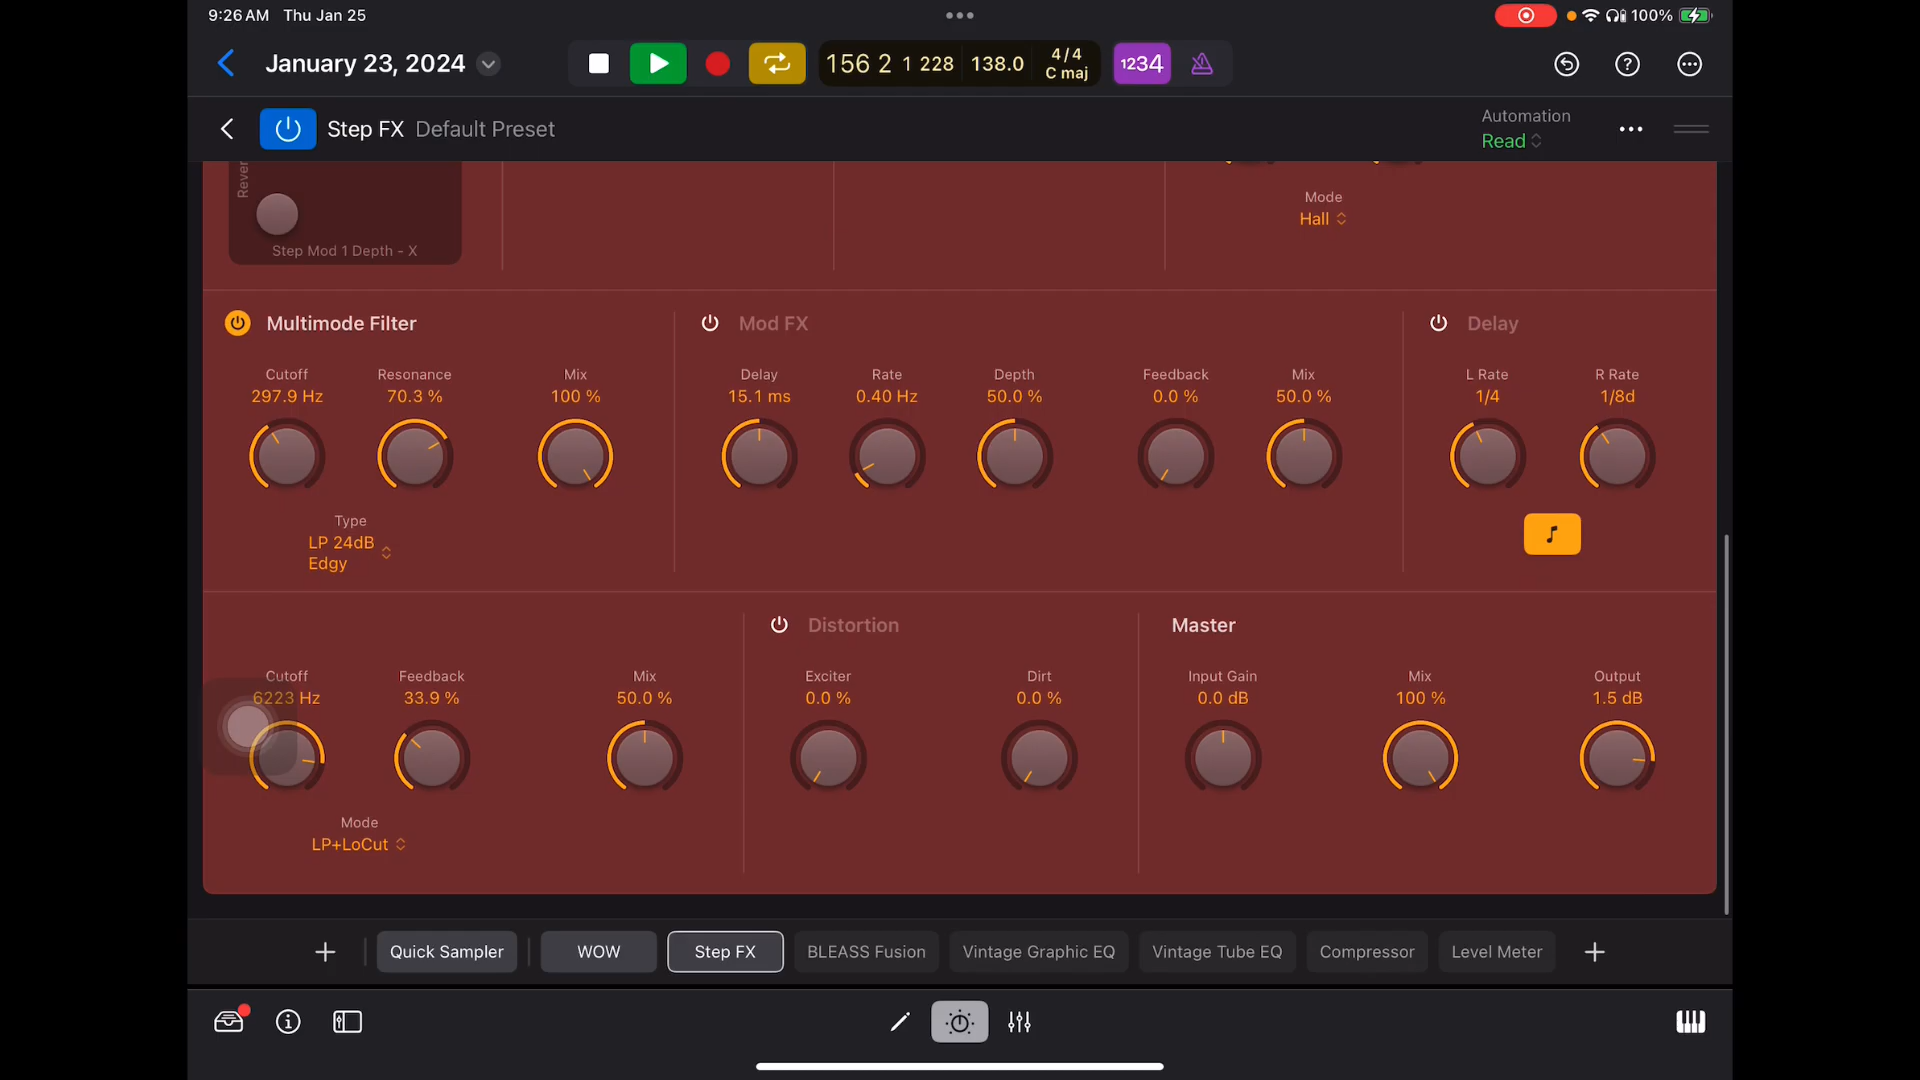 9:26 AM Thu Jan 25
100%
January 23, 2024
156 2 1 228 138.0 4/4 C maj
1234
Step FX Default Preset
Automation
Read
Rever
Step Mod 1 Depth - X
Mode
Hall
Multimode Filter
Cutoff Resonance Mix
297.9 Hz 70.3 % 100 %
Type
LP 24dB
Edgy
Mod FX
Delay Rate Depth Feedback Mix
15.1 ms 0.40 Hz 50.0 % 0.0 % 50.0 %
Delay
L Rate R Rate
1/4 1/8d
Cutoff Feedback Mix
6223 Hz 33.9 % 50.0 %
Mode
LP+LoCut
Distortion
Exciter Dirt
0.0 % 0.0 %
Master
Input Gain Mix Output
0.0 dB 100 % 1.5 dB
Quick Sampler WOW Step FX BLEASS Fusion Vintage Graphic EQ Vintage Tube EQ Compressor Level Meter